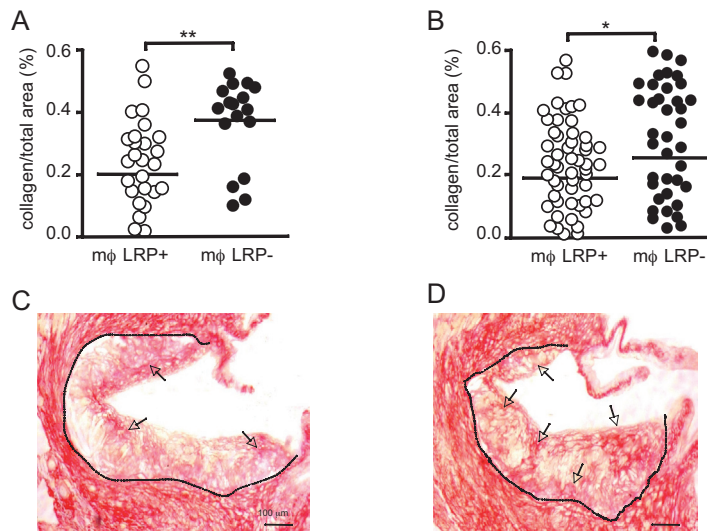 A
B
**
*
0.6
0.4
0.2
0.0
collagen/total area (%)
mϕ LRP+ mϕ LRP-
0.6
0.4
0.2
0.0
collagen/total area (%)
mϕ LRP+ mϕ LRP-
C
D
100 μm